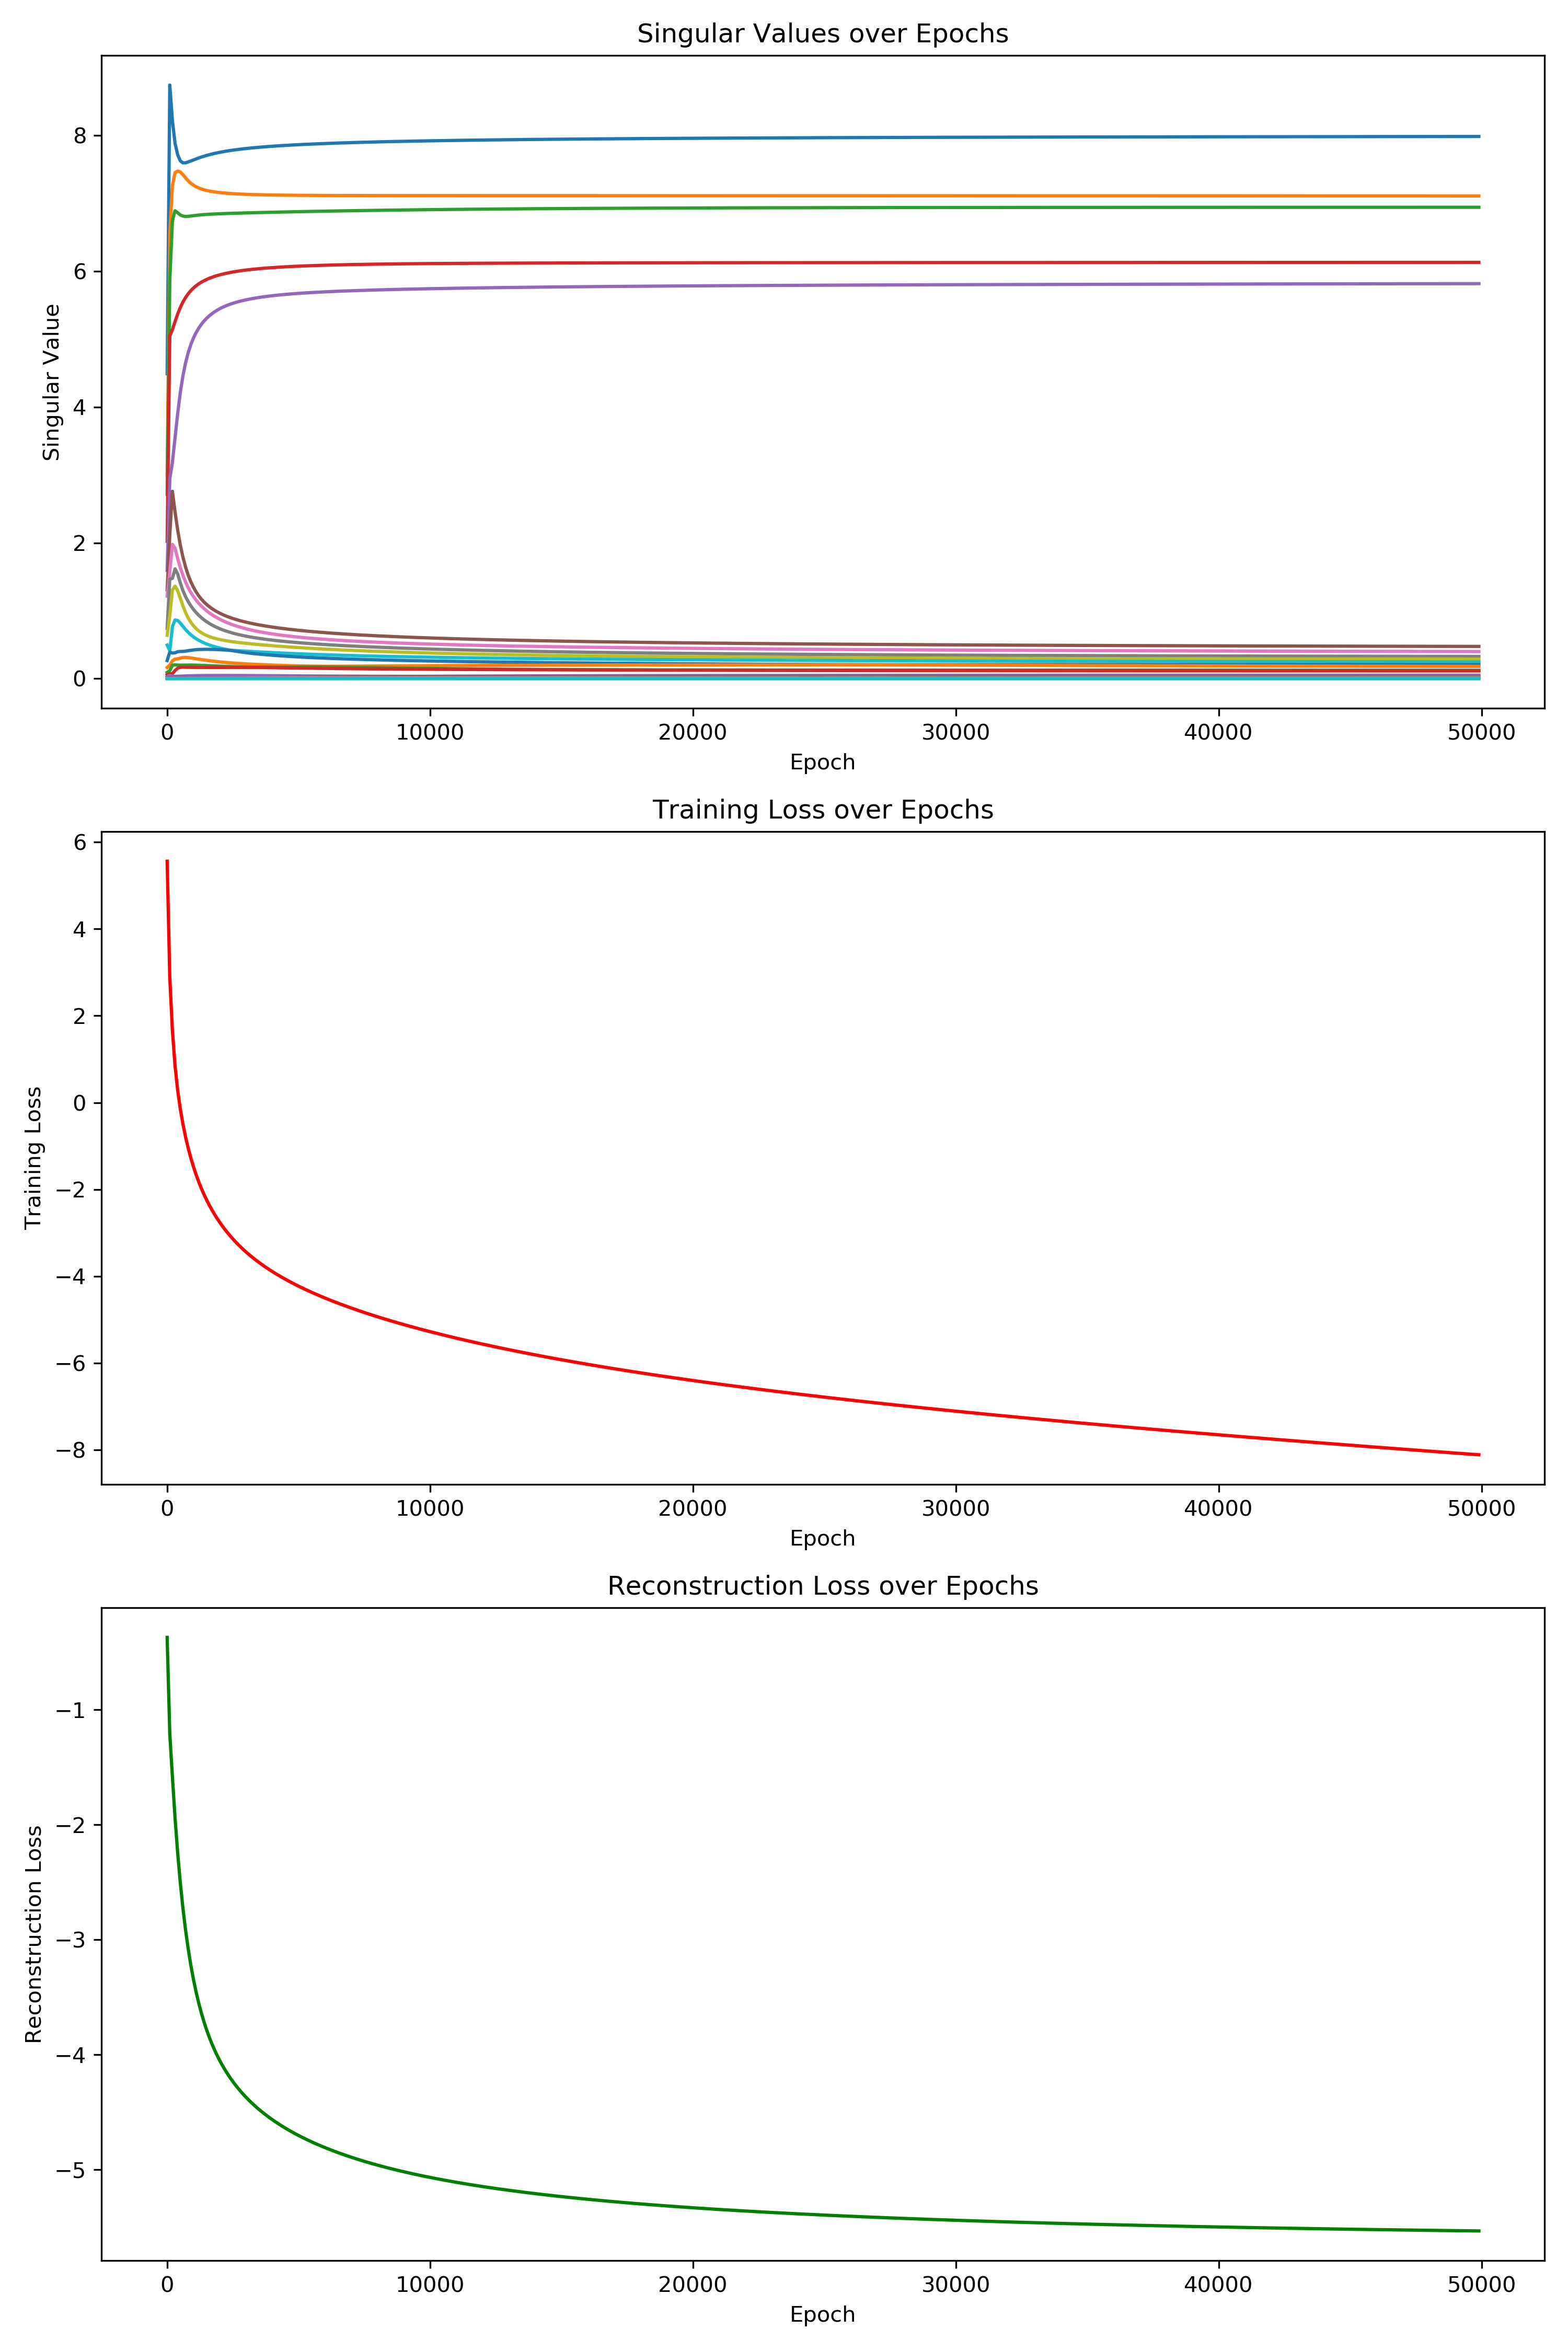 Singular Values over Epochs
8
6
4
2
0
Singular Value
0 10000 20000 30000 40000 50000
Epoch
Training Loss over Epochs
6
4
2
0
−2
−4
−6
−8
Training Loss
0 10000 20000 30000 40000 50000
Epoch
Reconstruction Loss over Epochs
−1
−2
−3
−4
−5
Reconstruction Loss
0 10000 20000 30000 40000 50000
Epoch